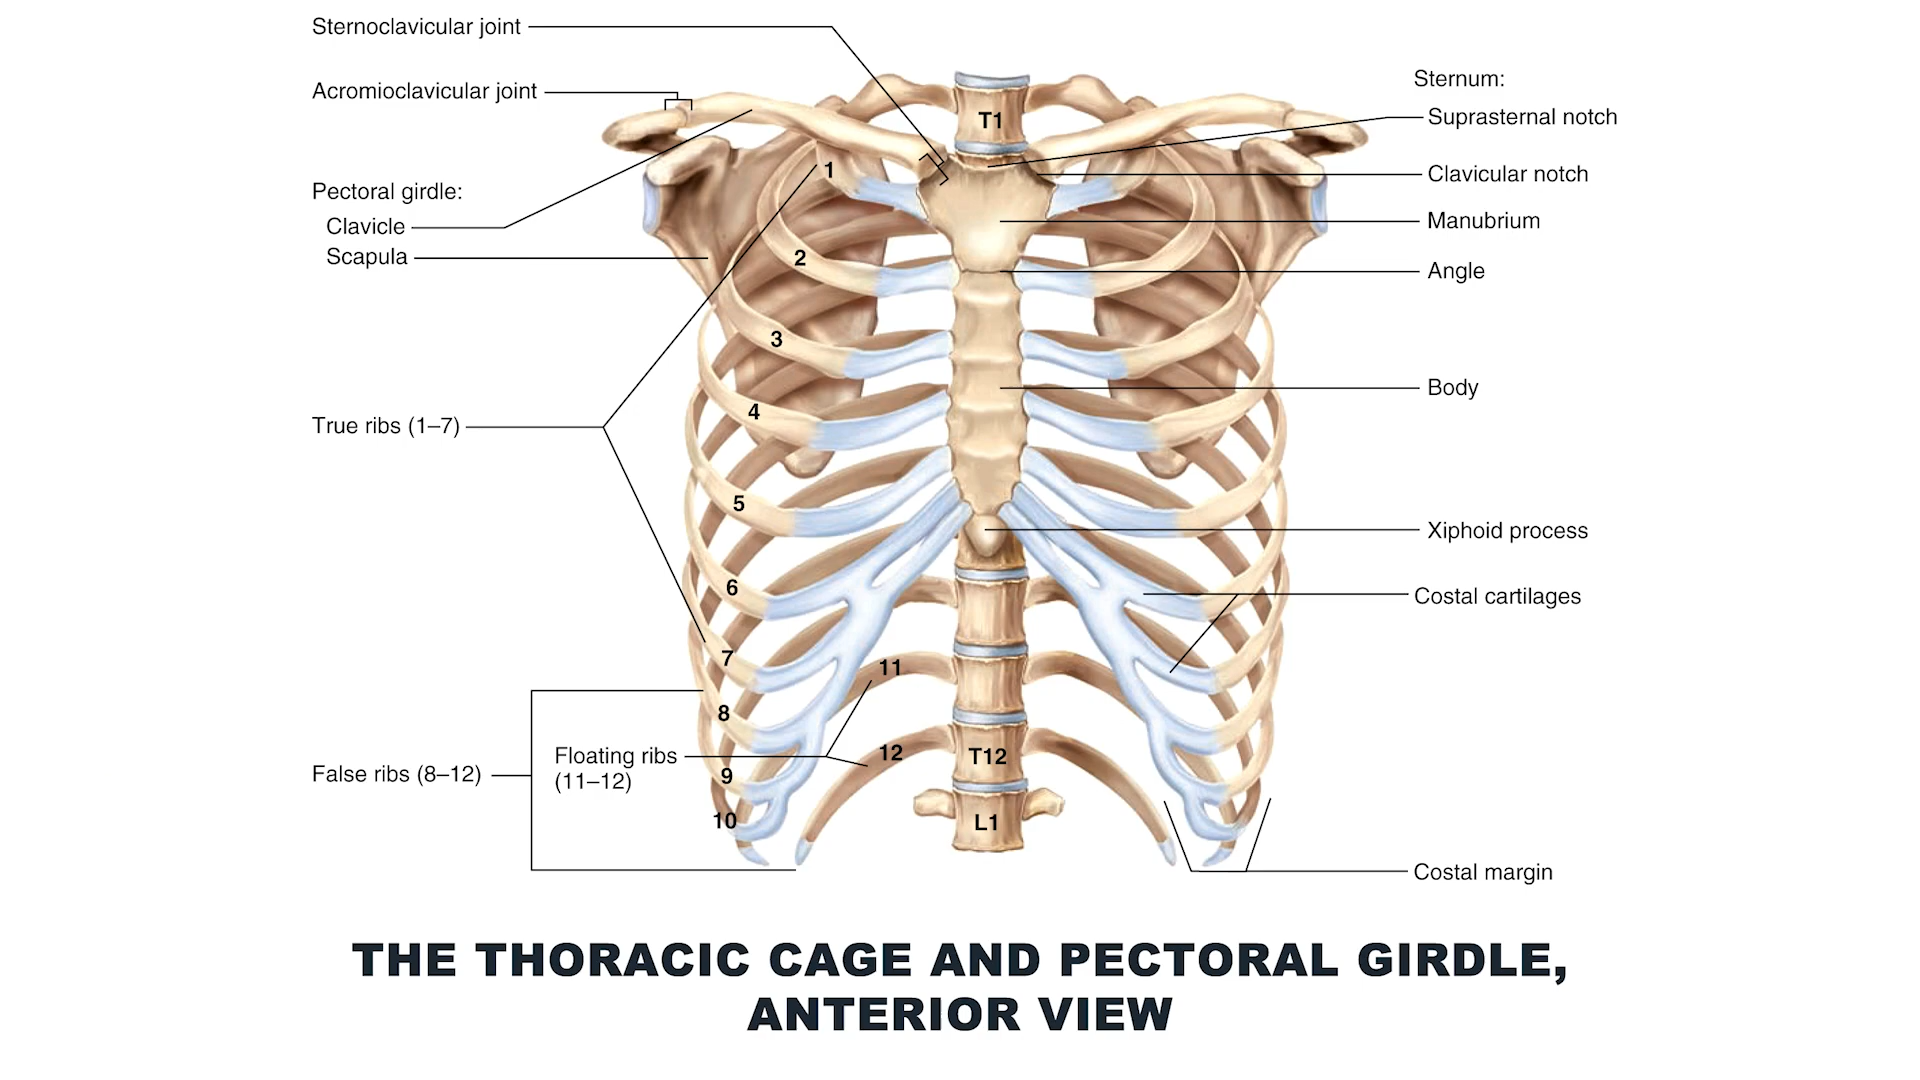 Sternoclavicular joint
Acromioclavicular joint
Pectoral girdle:
Clavicle
Scapula
True ribs (1–7)
False ribs (8–12)
Floating ribs
(11–12)
1
2
3
4
5
6
7
8
9
10
11
12
T1
T12
L1
Sternum:
Suprasternal notch
Clavicular notch
Manubrium
Angle
Body
Xiphoid process
Costal cartilages
Costal margin
THE THORACIC CAGE AND PECTORAL GIRDLE,
ANTERIOR VIEW